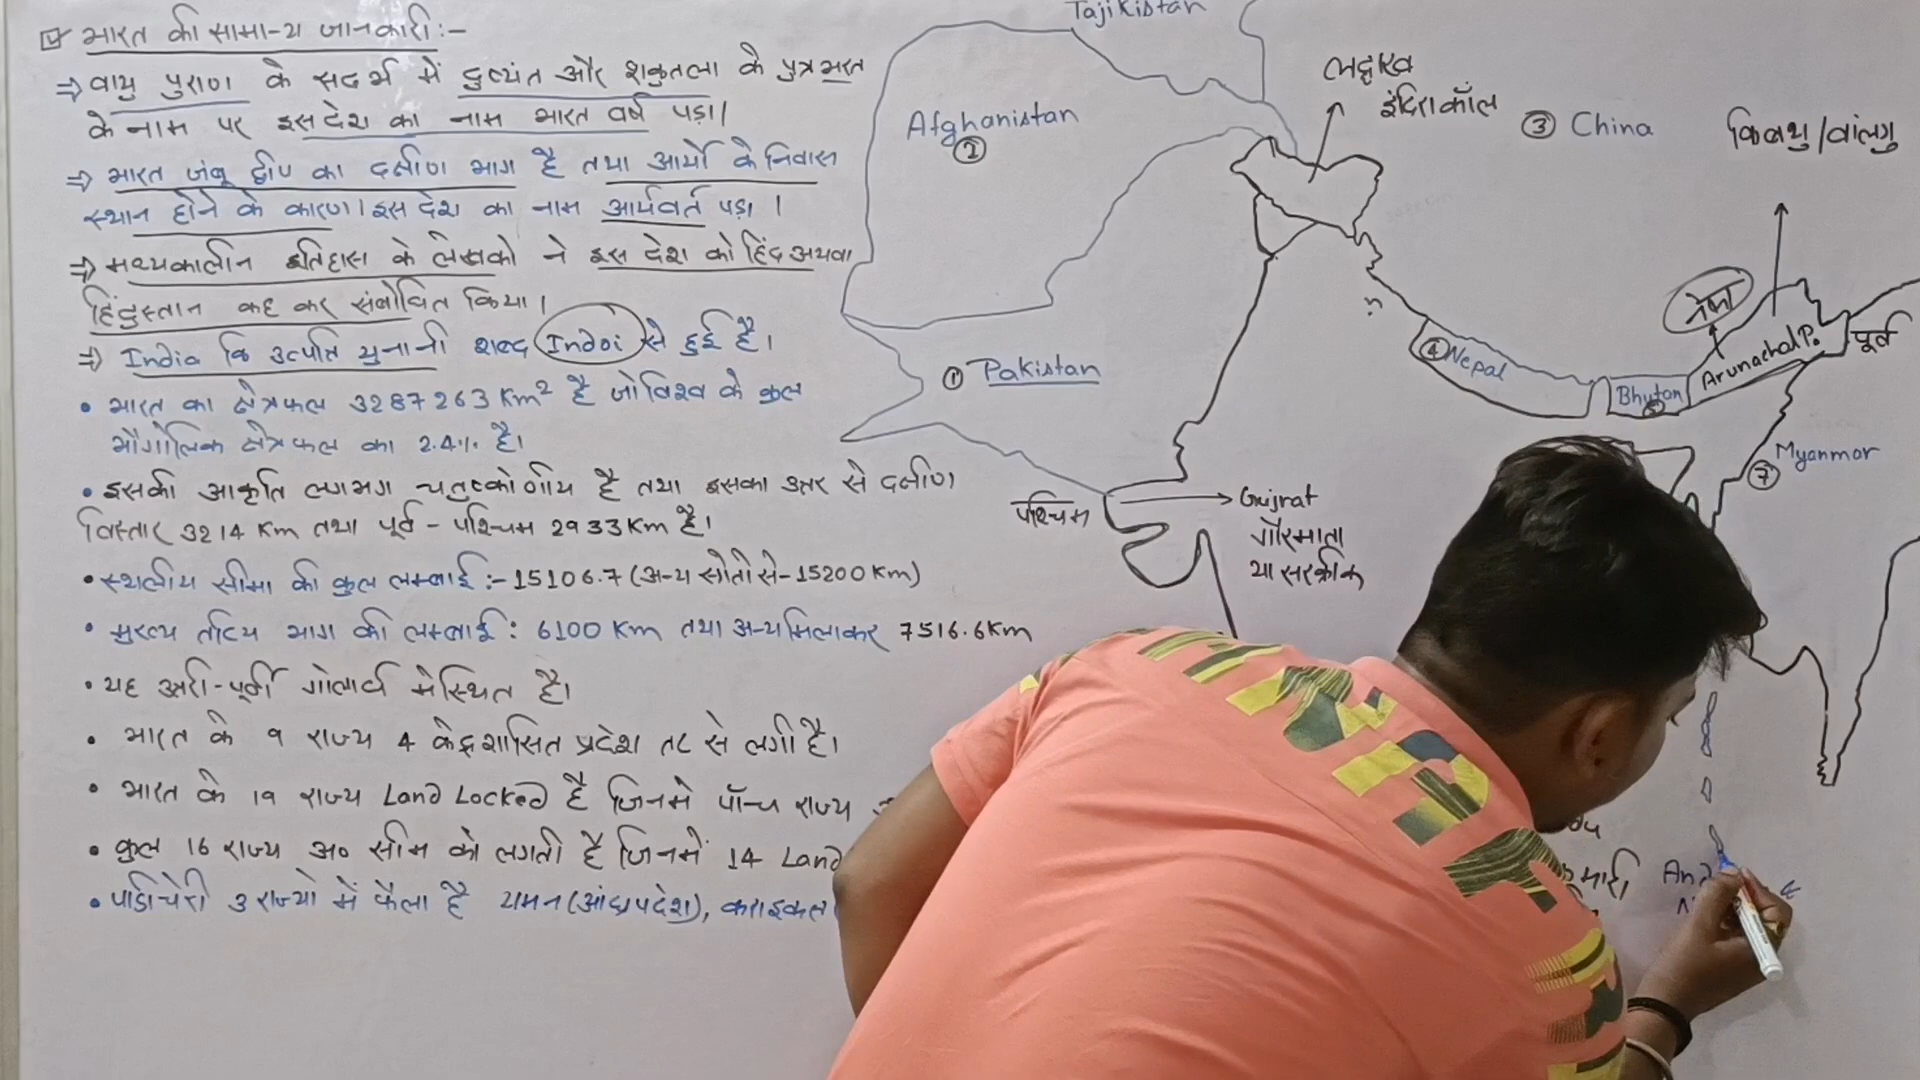 भारत की सामान्य जानकारी :-
⇒ वायु पुराण के सदर्भ में दुष्यंत और शकुतला के पुत्र भरत
के नाम पर इस देश का नाम भारत वर्ष पड़ा।
⇒ भारत जंबू द्वीप का दक्षीण भाग है तथा आर्यो के निवास
स्थान होने के कारण। इस देश का नाम आर्यवर्त पड़ा।
⇒ मध्यकालीन इतिहास के लेखको ने इस देश को हिंद अथवा
हिंदुस्तान कह कर संबोधित किया।
⇒ India कि उत्पति युनानी शब्द Indoi से हुई है।
• भारत का क्षेत्रफल 3287263 Km² है जो विश्व के कुल
भौगोलिक क्षेत्रफल का 2.4% है।
• इसकी आकृति लगभग चतुष्कोणीय है तथा इसका उत्तर से दक्षीण
विस्तार 3214 Km तथा पूर्व - पश्चिम 2933 Km है।
• स्थलीय सीमा की कुल लम्बाई :- 15106.7 (अन्य स्रोतो से - 15200 Km)
• मुख्य तटिय भाग की लम्बाई : 6100 Km तथा अन्य मिलाकर 7516.6 Km
• यह उत्तरी - पूर्वी गोलार्ध मे स्थित है।
• भारत के 9 राज्य 4 केंद्रशासित प्रदेश तट से लगी है।
• भारत के 19 राज्य Land Locked है जिनमे पाँच राज्य
• कुल 16 राज्य अ० सीमा को लगती है जिनमें 14 Land
• पांडिचेरी 3 राज्यो में फैला है यमन (आंध्रप्रदेश), कराइकल
Tajikistan
लद्दाख
इंदिरा कॉल
Afghanistan
②
③ China
किबथु / वांलगु
नेफा
Arunachal P.
पूर्व
④ Nepal
Bhutan
⑤
① Pakistan
Myanmar
⑦
पश्चिम
Gujrat
गौरमाता
या सरक्रीक